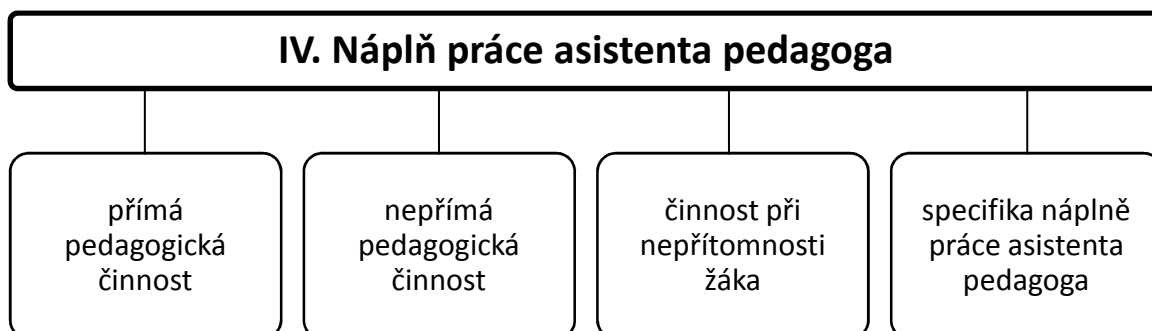 IV. Náplň práce asistenta pedagoga
přímá
pedagogická
činnost
nepřímá
pedagogická
činnost
činnost při
nepřítomnosti
žáka
specifika náplně
práce asistenta
pedagoga